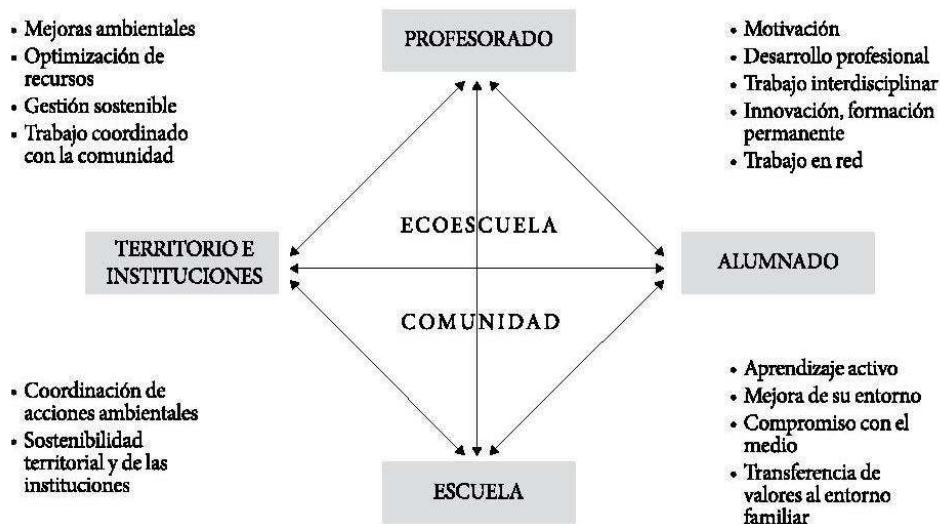 • Mejoras ambientales
• Optimización de
recursos
• Gestión sostenible
• Trabajo coordinado
con la comunidad
PROFESORADO
• Motivación
• Desarrollo profesional
• Trabajo interdisciplinar
• Innovación, formación
permanente
• Trabajo en red
ECOESCUELA
TERRITORIO E
INSTITUCIONES
ALUMNADO
COMUNIDAD
• Coordinación de
acciones ambientales
• Sostenibilidad
territorial y de las
instituciones
ESCUELA
• Aprendizaje activo
• Mejora de su entorno
• Compromiso con el
medio
• Transferencia de
valores al entorno
familiar